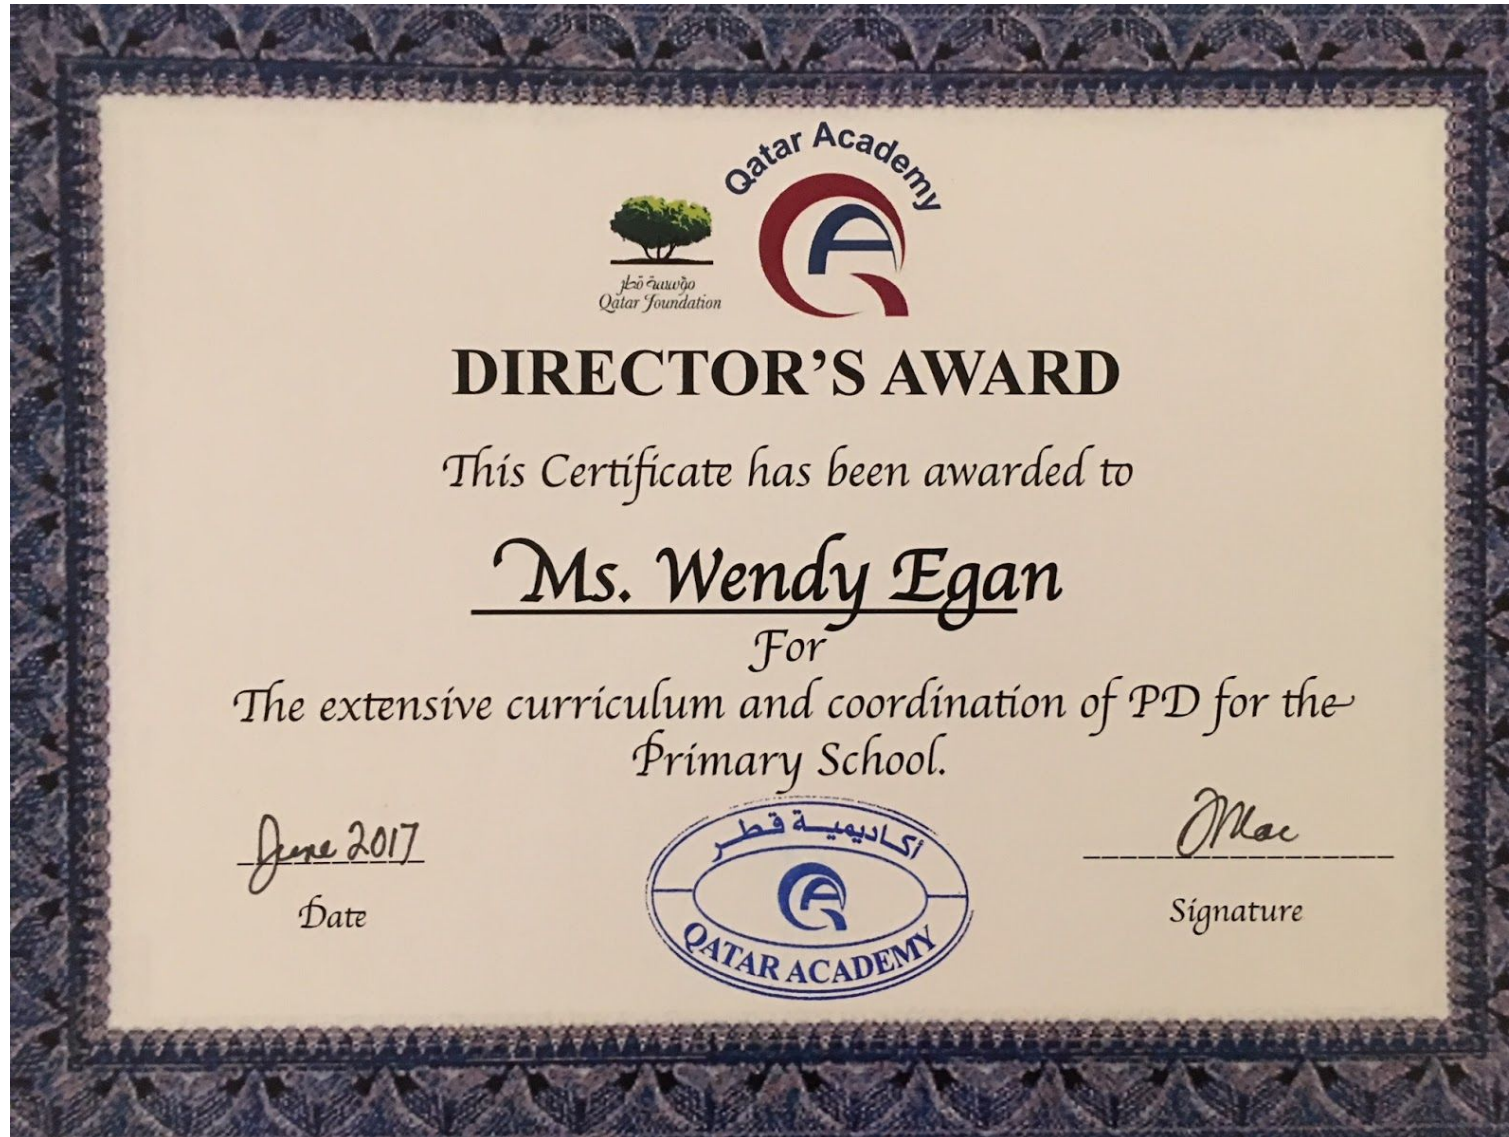 Qatar Academy
مؤسسة قطر
Qatar Foundation
DIRECTOR'S AWARD
This Certificate has been awarded to
Ms. Wendy Egan
For
The extensive curriculum and coordination of PD for the
Primary School.
June 2017
Date
أكاديمية قطر
QATAR ACADEMY
Signature